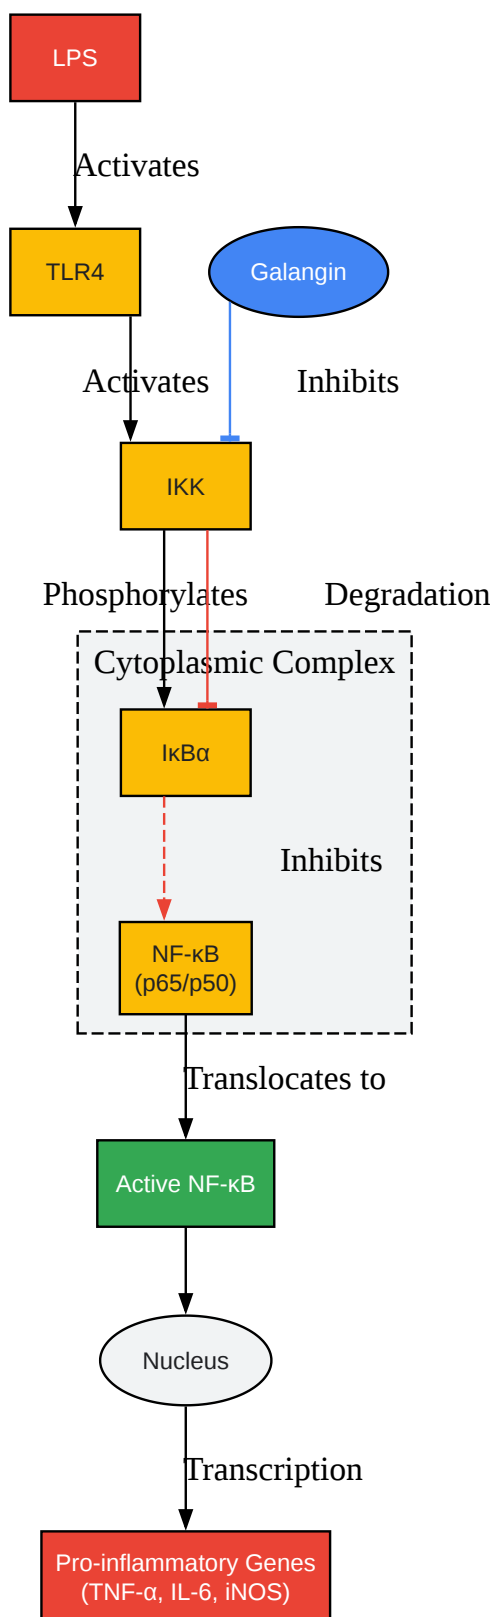 LPS
Activates
TLR4
Galangin
Activates
Inhibits
IKK
Phosphorylates
Degradation
Cytoplasmic Complex
IκBα
Inhibits
NF-κB
(p65/p50)
Translocates to
Active NF-κB
Nucleus
Transcription
Pro-inflammatory Genes
(TNF-α, IL-6, iNOS)